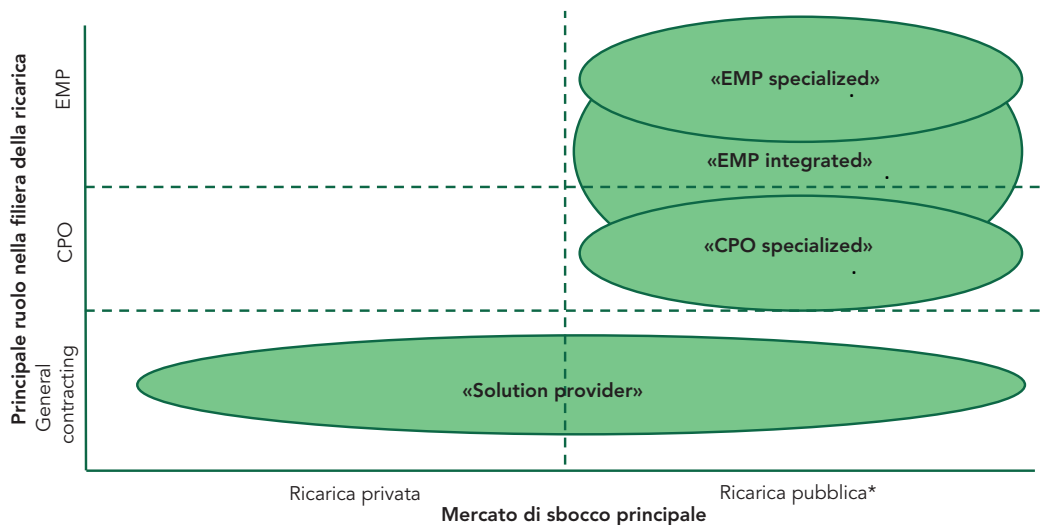 Principale ruolo nella filiera della ricarica
EMP
CPO
General
contracting
«EMP specialized»
«EMP integrated»
«CPO specialized»
«Solution provider»
Ricarica privata
Ricarica pubblica*
Mercato di sbocco principale